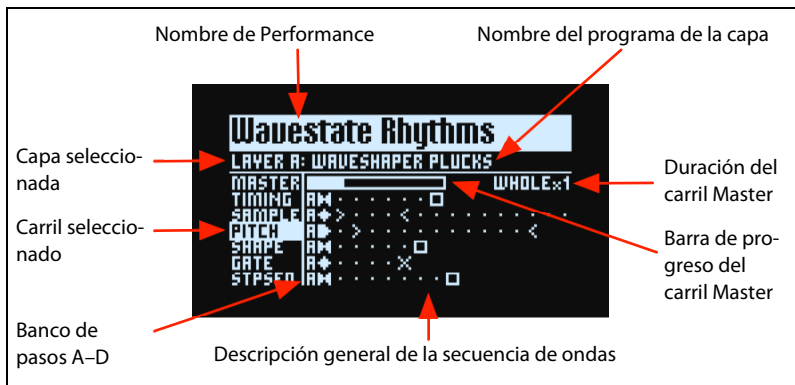 Nombre de Performance
Nombre del programa de la capa
Wavestate Rhythms
LAYER A: WAVESHAPER PLUCKS
Capa seleccio-
nada
MASTER
WHOLEx1
Duración del
carril Master
TIMING A
SAMPLE A
Carril seleccio-
nado
PITCH A
SHAPE A
Barra de pro-
greso del
carril Master
GATE A
STPSEQ A
Banco de
pasos A–D
Descripción general de la secuencia de ondas